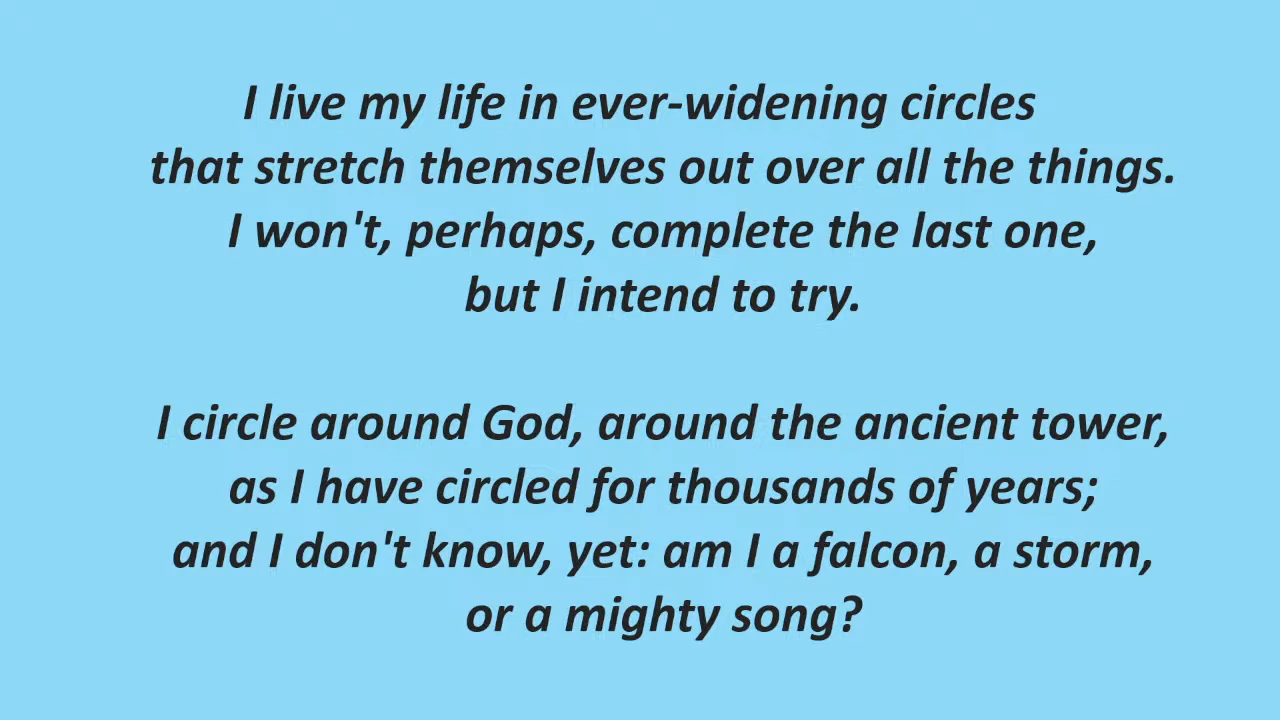 I live my life in ever-widening circles
that stretch themselves out over all the things.
I won't, perhaps, complete the last one,
but I intend to try.
I circle around God, around the ancient tower,
as I have circled for thousands of years;
and I don't know, yet: am I a falcon, a storm,
or a mighty song?